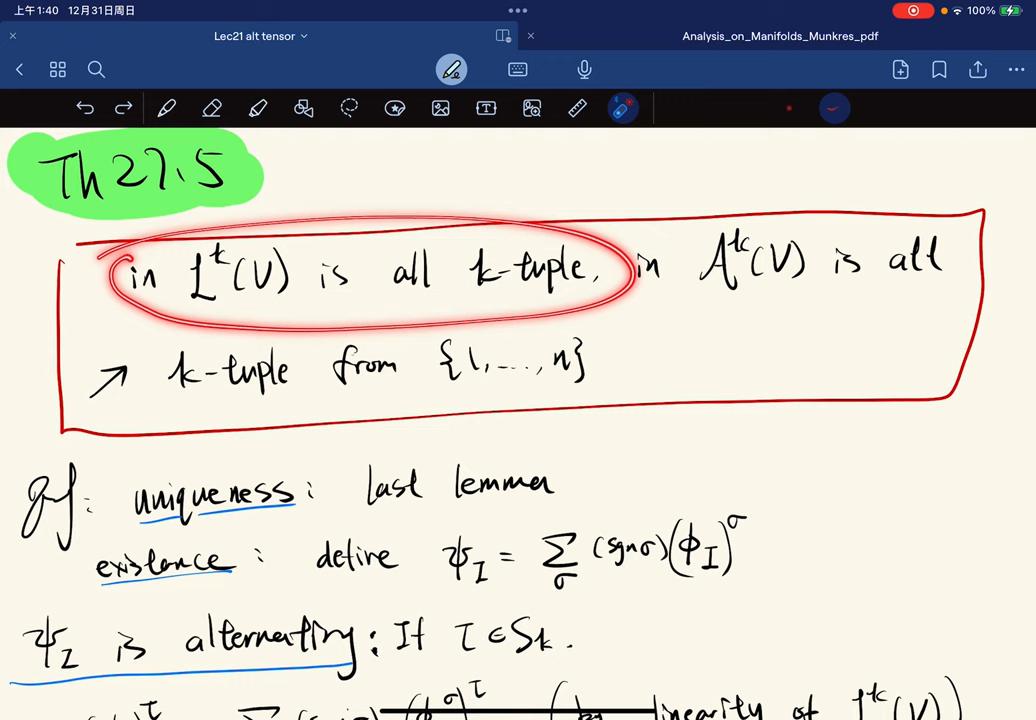 上午1:40 12月31日周日
100%
Lec21 alt tensor
Analysis_on_Manifolds_Munkres_pdf
Th 27.5
in L^k(V) is all k-tuple, in A^k(V) is all
↗ k-tuple from {1, ..., n}
uniqueness: last lemma
existence: define ψ_I = Σ_σ (sgn σ)(ϕ_I)^σ
ψ_I is alternating: If τ ∈ S_k.
linearity of L^k(V))